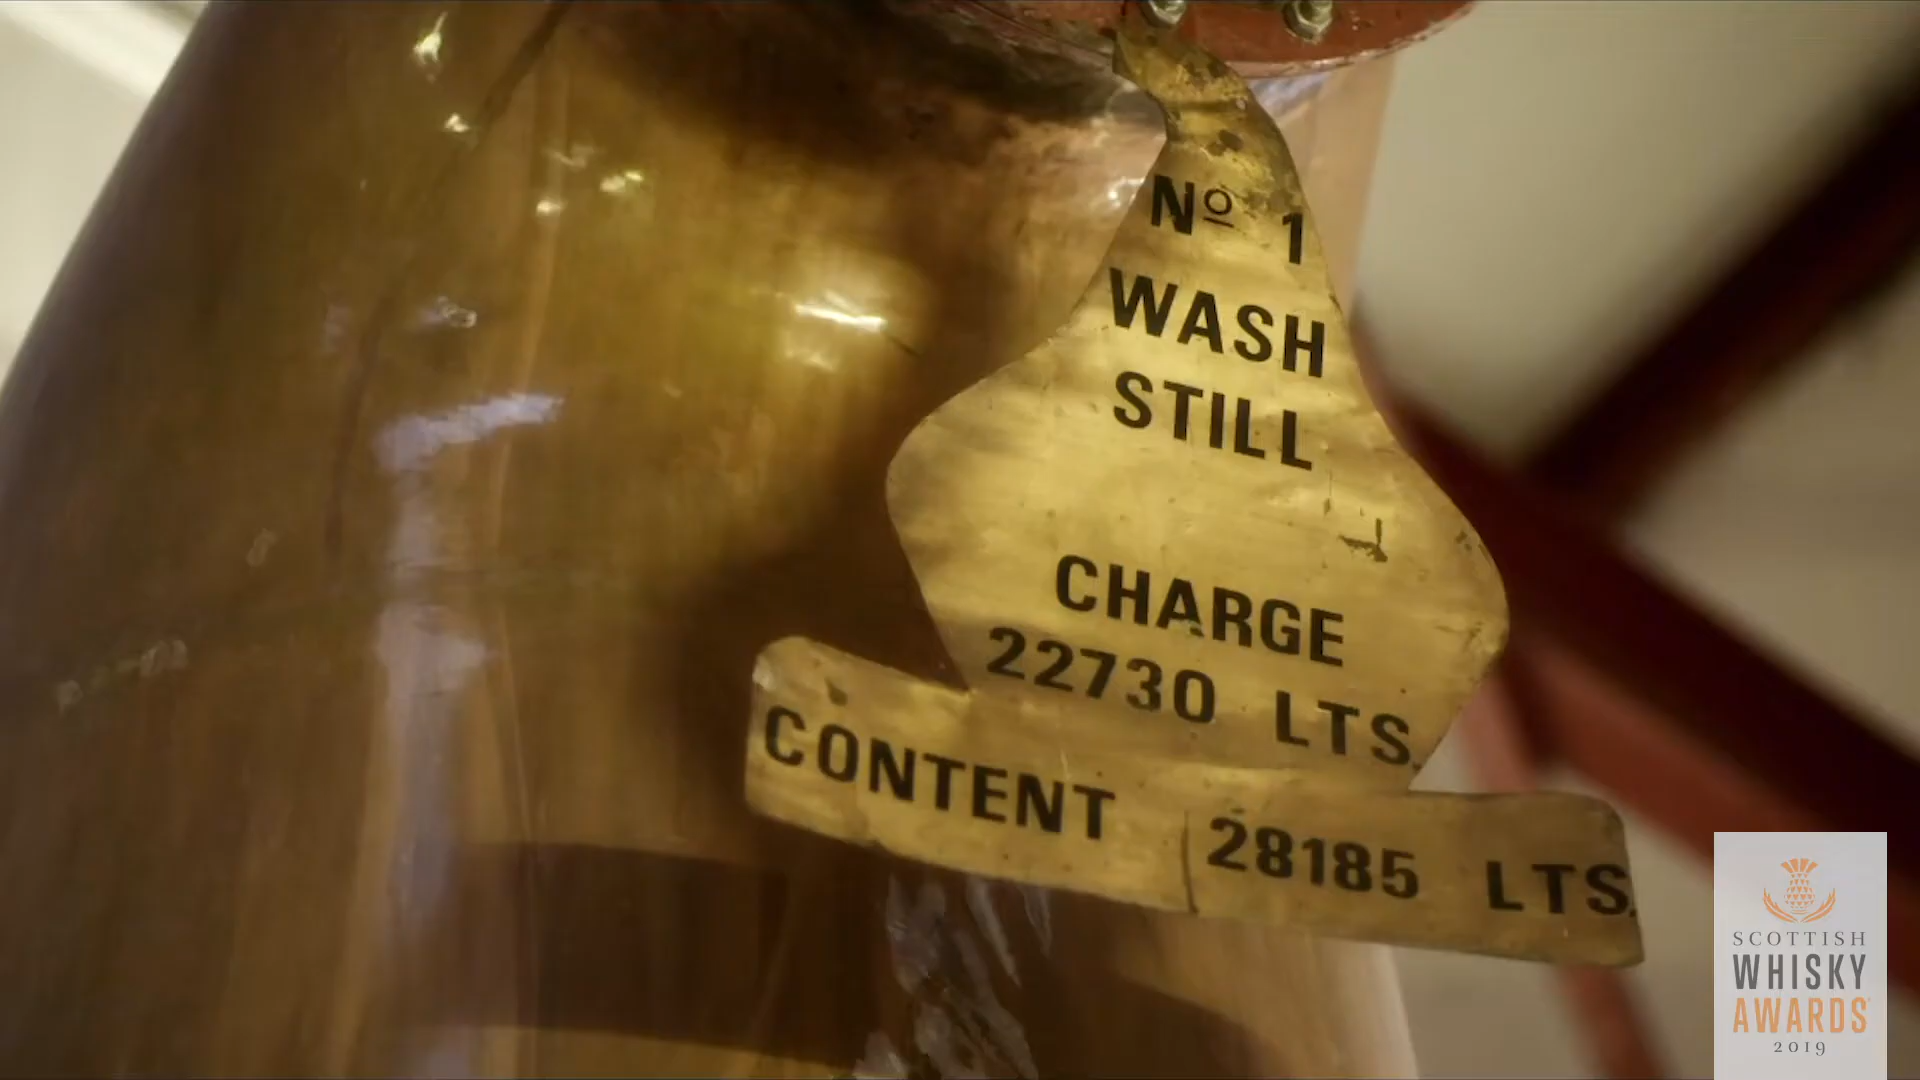 Nº 1
WASH
STILL
CHARGE
22730 LTS.
CONTENT 28185 LTS.
SCOTTISH
WHISKY
AWARDS
2019